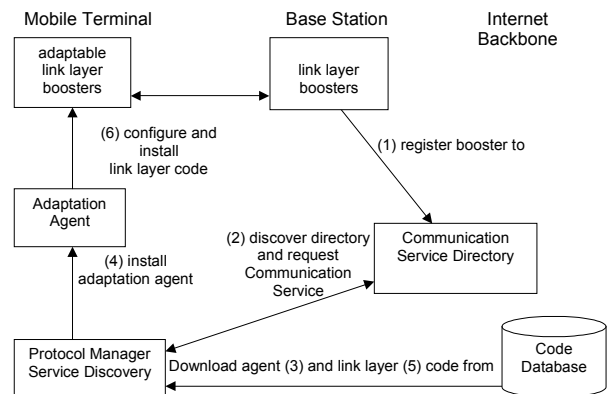 Mobile Terminal
Base Station
Internet
Backbone
adaptable
link layer
boosters
link layer
boosters
(6) configure and
install
link layer code
(1) register booster to
Adaptation
Agent
(2) discover directory
and request
Communication
Service
Communication
Service Directory
(4) install
adaptation agent
Protocol Manager
Service Discovery
Download agent (3) and link layer (5) code from
Code
Database